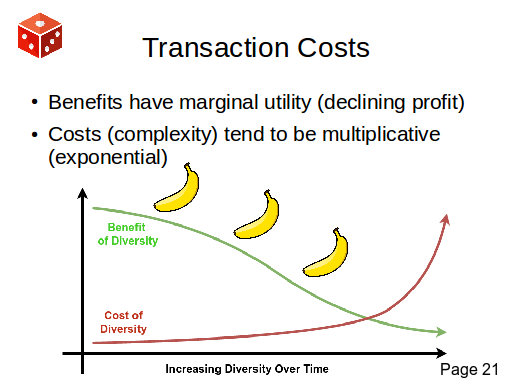 Transaction Costs
• Benefits have marginal utility (declining profit)
• Costs (complexity) tend to be multiplicative
(exponential)
Benefit
of Diversity
Cost of
Diversity
Increasing Diversity Over Time
Page 21